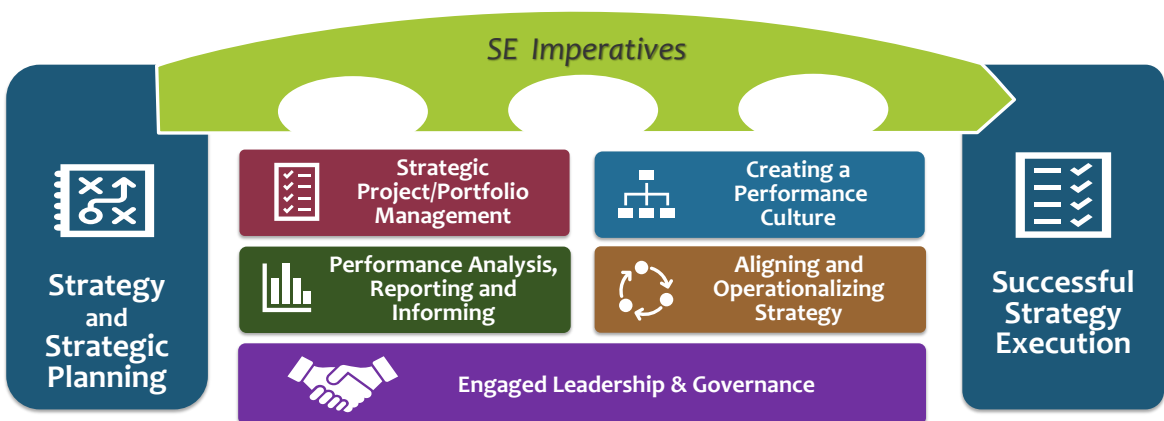 SE Imperatives
Strategy
and
Strategic
Planning
Strategic
Project/Portfolio
Management
Creating a
Performance
Culture
Performance Analysis,
Reporting and
Informing
Aligning and
Operationalizing
Strategy
Engaged Leadership & Governance
Successful
Strategy
Execution